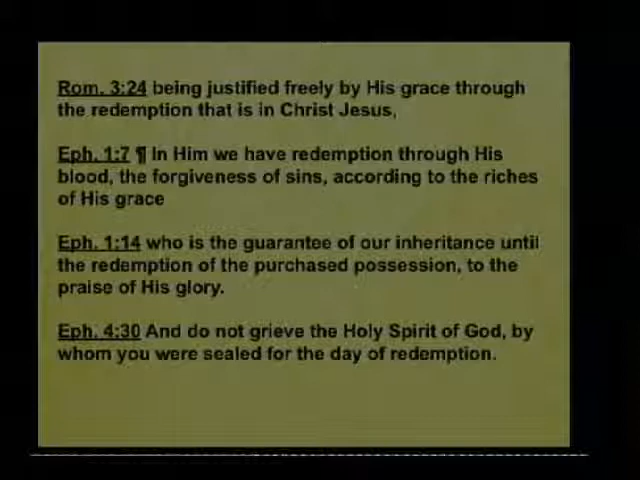 Rom. 3:24 being justified freely by His grace through
the redemption that is in Christ Jesus,
Eph. 1:7 ¶ In Him we have redemption through His
blood, the forgiveness of sins, according to the riches
of His grace
Eph. 1:14 who is the guarantee of our inheritance until
the redemption of the purchased possession, to the
praise of His glory.
Eph. 4:30 And do not grieve the Holy Spirit of God, by
whom you were sealed for the day of redemption.